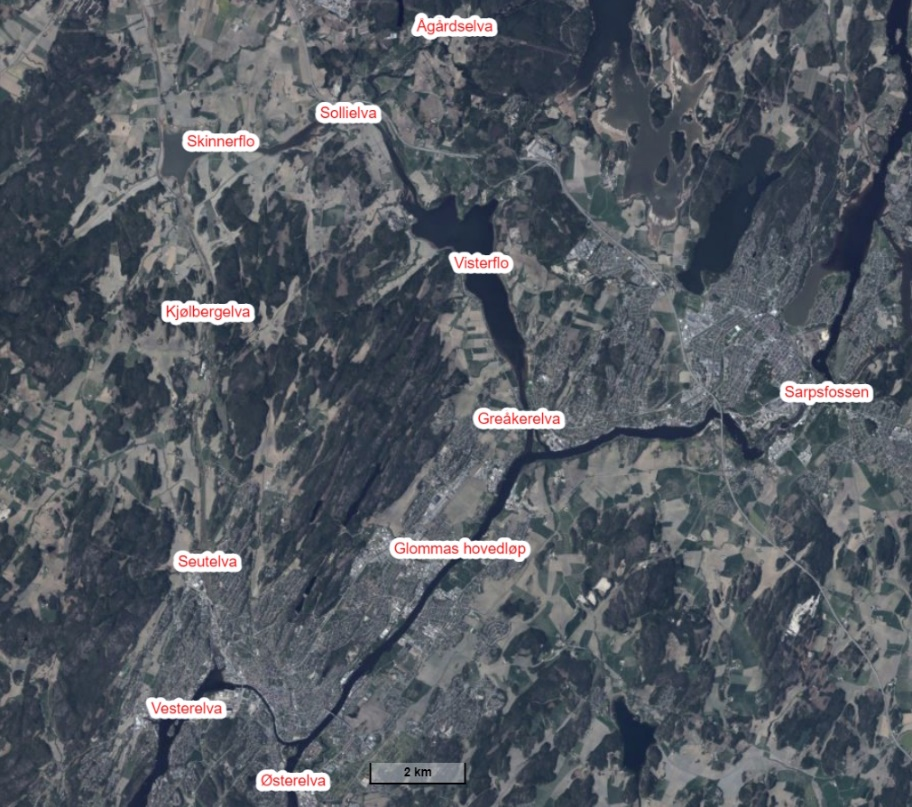 Ågårdselva
Sollielva
Skinnerflo
Visterflo
Kjølbergelva
Sarpsfossen
Greåkerelva
Glommas hovedløp
Seutelva
Vesterelva
2 km
Østerelva